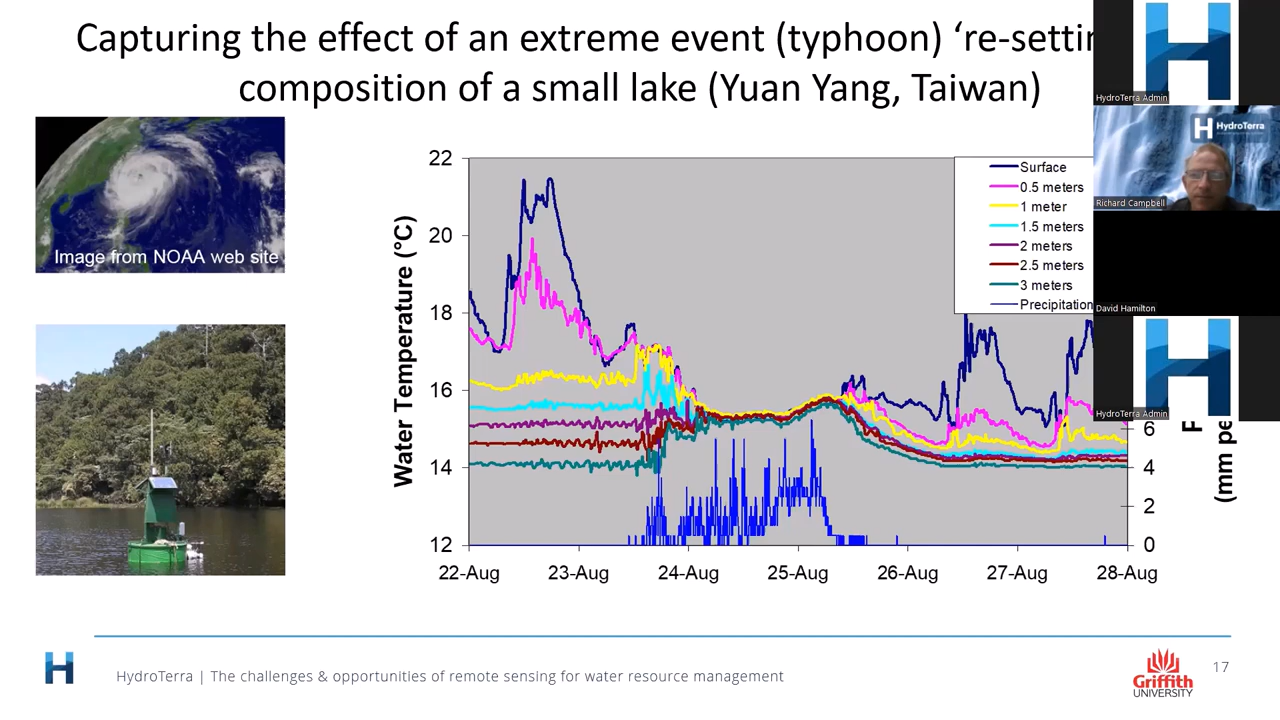 Capturing the effect of an extreme event (typhoon) ‘re-settin
composition of a small lake (Yuan Yang, Taiwan)
HydroTerra Admin
HydroTerra
Richard Campbell
David Hamilton
HydroTerra Admin
Image from NOAA web site
Water Temperature (°C)
22
20
18
16
14
12
Surface
0.5 meters
1 meter
1.5 meters
2 meters
2.5 meters
3 meters
Precipitation
6
4
2
0
(mm pe
22-Aug 23-Aug 24-Aug 25-Aug 26-Aug 27-Aug 28-Aug
HydroTerra | The challenges & opportunities of remote sensing for water resource management
Griffith
UNIVERSITY
17